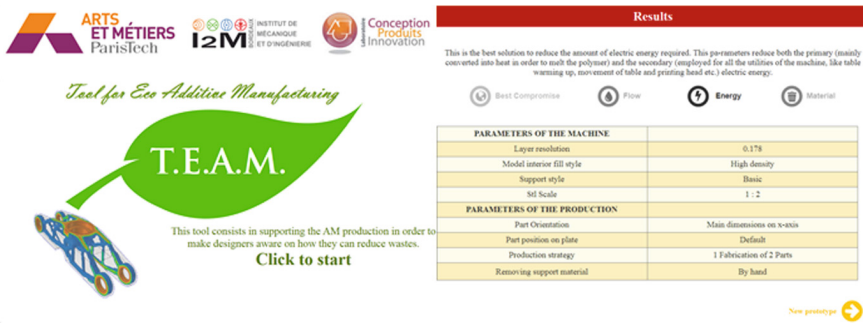 ARTS
ET MÉTIERS
ParisTech
I2M
BORDEAUX
INSTITUT DE
MÉCANIQUE
ET D'INGÉNIERIE
Conception
Produits
Innovation
Tool for Eco Additive Manufacturing
T.E.A.M.
This tool consists in supporting the AM production in order to
make designers aware on how they can reduce wastes.
Click to start
Results
This is the best solution to reduce the amount of electric energy required. This pa-rameters reduce both the primary (mainly
converted into heat in order to melt the polymer) and the secondary (employed for all the utilities of the machine, like table
warming up, movement of table and printing head etc.) electric energy.
Best Compromise Flow Energy Material
PARAMETERS OF THE MACHINE
Layer resolution 0.178
Model interior fill style High density
Support style Basic
Stl Scale 1 : 2
PARAMETERS OF THE PRODUCTION
Part Orientation Main dimensions on x-axis
Part position on plate Default
Production strategy 1 Fabrication of 2 Parts
Removing support material By hand
New prototype